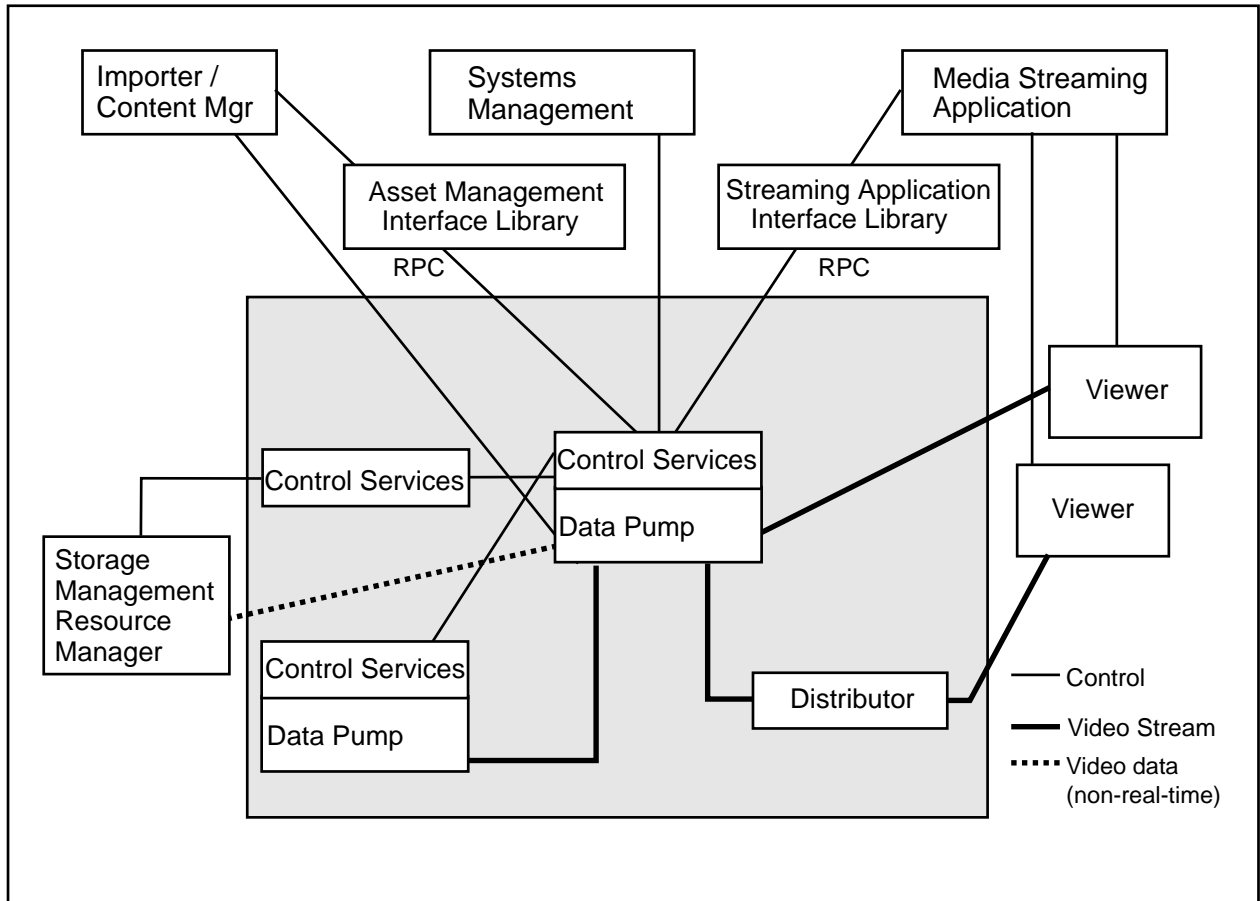 Importer /
Content Mgr
Systems
Management
Media Streaming
Application
Asset Management
Interface Library
Streaming Application
Interface Library
RPC
RPC
Viewer
Control Services
Control Services
Viewer
Data Pump
Storage
Management
Resource
Manager
Control Services
Data Pump
Distributor
Control
Video Stream
Video data
(non-real-time)